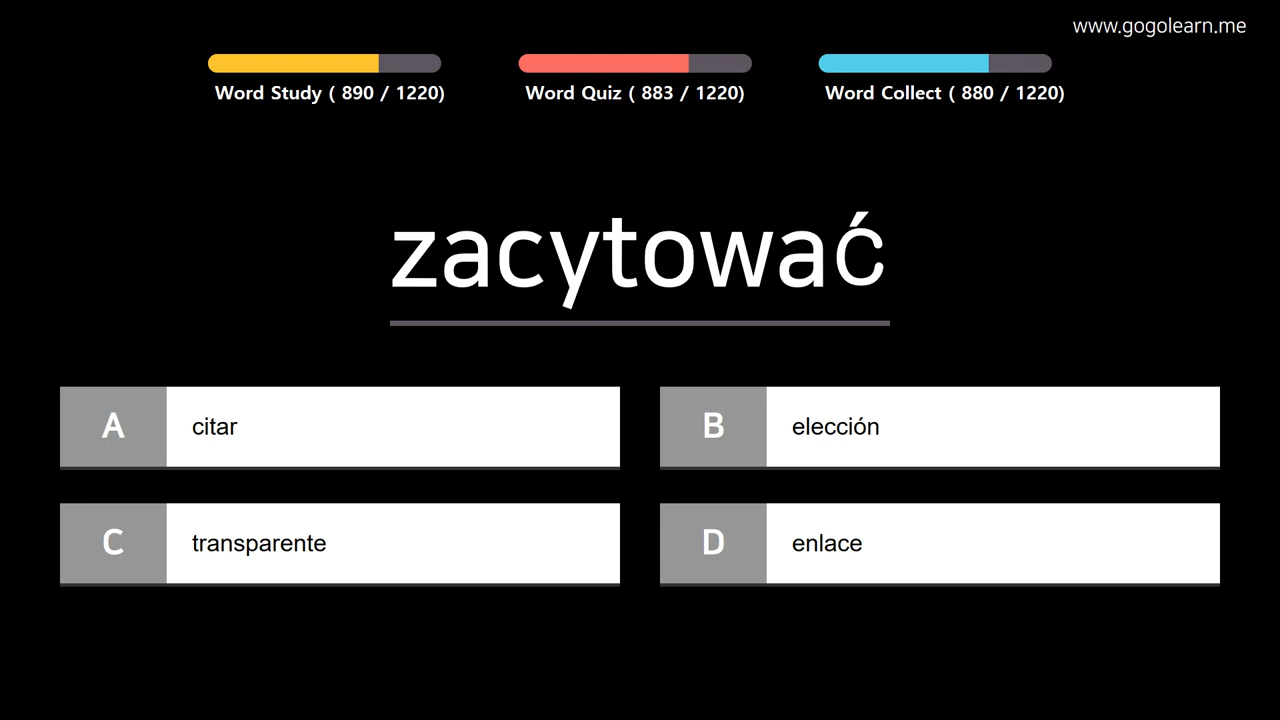 www.gogolearn.me
Word Study ( 890 / 1220)
Word Quiz ( 883 / 1220)
Word Collect ( 880 / 1220)
zacytować
A citar
B elección
C transparente
D enlace